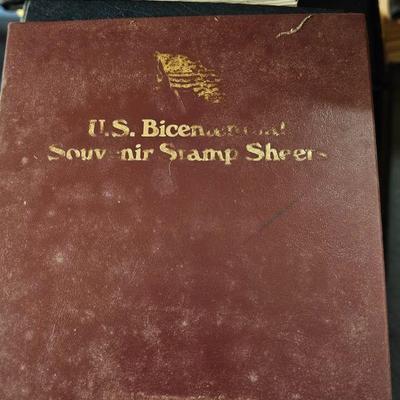 U.S. Bicentennial
Souvenir Stamp Sheets